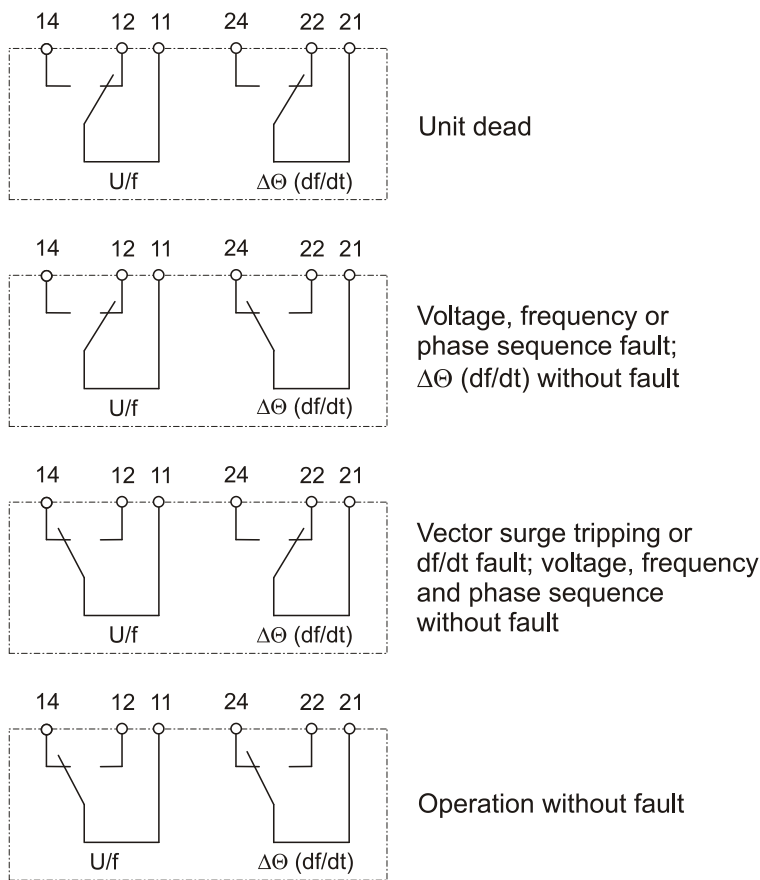 14 12 11 24 22 21
U/f ΔΘ (df/dt)
Unit dead
14 12 11 24 22 21
U/f ΔΘ (df/dt)
Voltage, frequency or
phase sequence fault;
ΔΘ (df/dt) without fault
14 12 11 24 22 21
U/f ΔΘ (df/dt)
Vector surge tripping or
df/dt fault; voltage, frequency
and phase sequence
without fault
14 12 11 24 22 21
U/f ΔΘ (df/dt)
Operation without fault